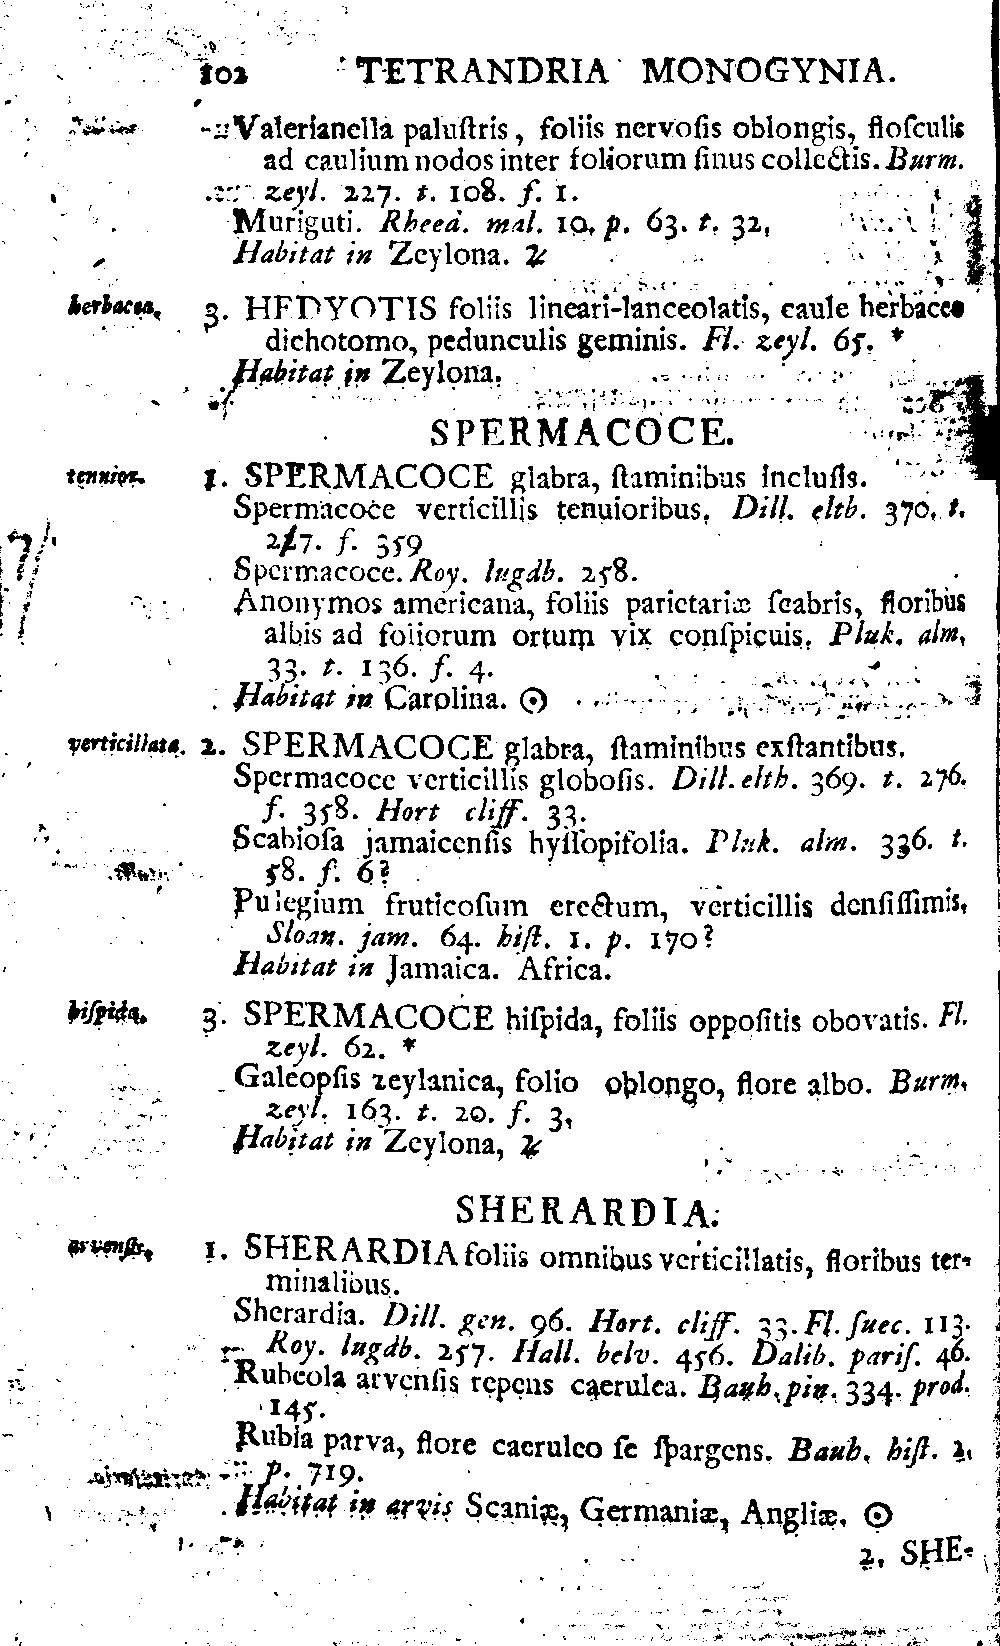 102 TETRANDRIA MONOGYNIA.
Valerianella paluſtris, foliis nervoſis oblongis, floſculis
ad caulium nodos inter foliorum ſinus collectis. Burm.
zeyl. 227. t. 108. f. 1.
Muriguti. Rheed. mal. 10. p. 63. t. 32.
Habitat in Zeylona. ♃
herbacea. 3. HEDYOTIS foliis lineari-lanceolatis, caule herbaceo
dichotomo, pedunculis geminis. Fl. zeyl. 65. *
Habitat in Zeylona.
SPERMACOCE.
tenuior. 1. SPERMACOCE glabra, ſtaminibus incluſis.
Spermacoce verticillis tenuioribus. Dill. elth. 370. t.
277. f. 359
Spermacoce. Roy. lugdb. 258.
Anonymos americana, foliis parietariæ ſcabris, floribus
albis ad foliorum ortum vix conſpicuis. Pluk. alm.
33. t. 136. f. 4.
Habitat in Carolina. ☉
verticillata. 2. SPERMACOCE glabra, ſtaminibus exſtantibus.
Spermacoce verticillis globoſis. Dill. elth. 369. t. 276.
f. 358. Hort cliff. 33.
Scabioſa jamaicenſis hyſſopifolia. Pluk. alm. 336. t.
58. f. 6?
Pulegium fruticoſum erectum, verticillis denſiſſimis.
Sloan. jam. 64. hiſt. 1. p. 170?
Habitat in Jamaica. Africa.
hiſpida. 3. SPERMACOCE hiſpida, foliis oppoſitis obovatis. Fl.
zeyl. 62. *
Galeopſis zeylanica, folio oblongo, flore albo. Burm.
zeyl. 163. t. 20. f. 3.
Habitat in Zeylona, ♃
SHERARDIA.
arvenſis. 1. SHERARDIA foliis omnibus verticillatis, floribus ter-
minalibus.
Sherardia. Dill. gen. 96. Hort. cliff. 33. Fl. ſuec. 113.
Roy. lugdb. 257. Hall. helv. 456. Dalib. pariſ. 46.
Rubeola arvenſis repens caerulea. Bauh. pin. 334. prod.
145.
Rubia parva, flore caeruleo ſe ſpargens. Bauh. hiſt. 2.
p. 719.
Habitat in arvis Scaniæ, Germaniæ, Angliæ. ☉
2. SHE-